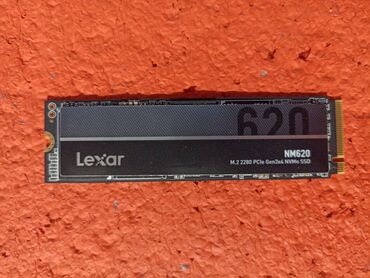 620
Lexar
NM620
M.2 2280 PCIe Gen3x4 NVMe SSD